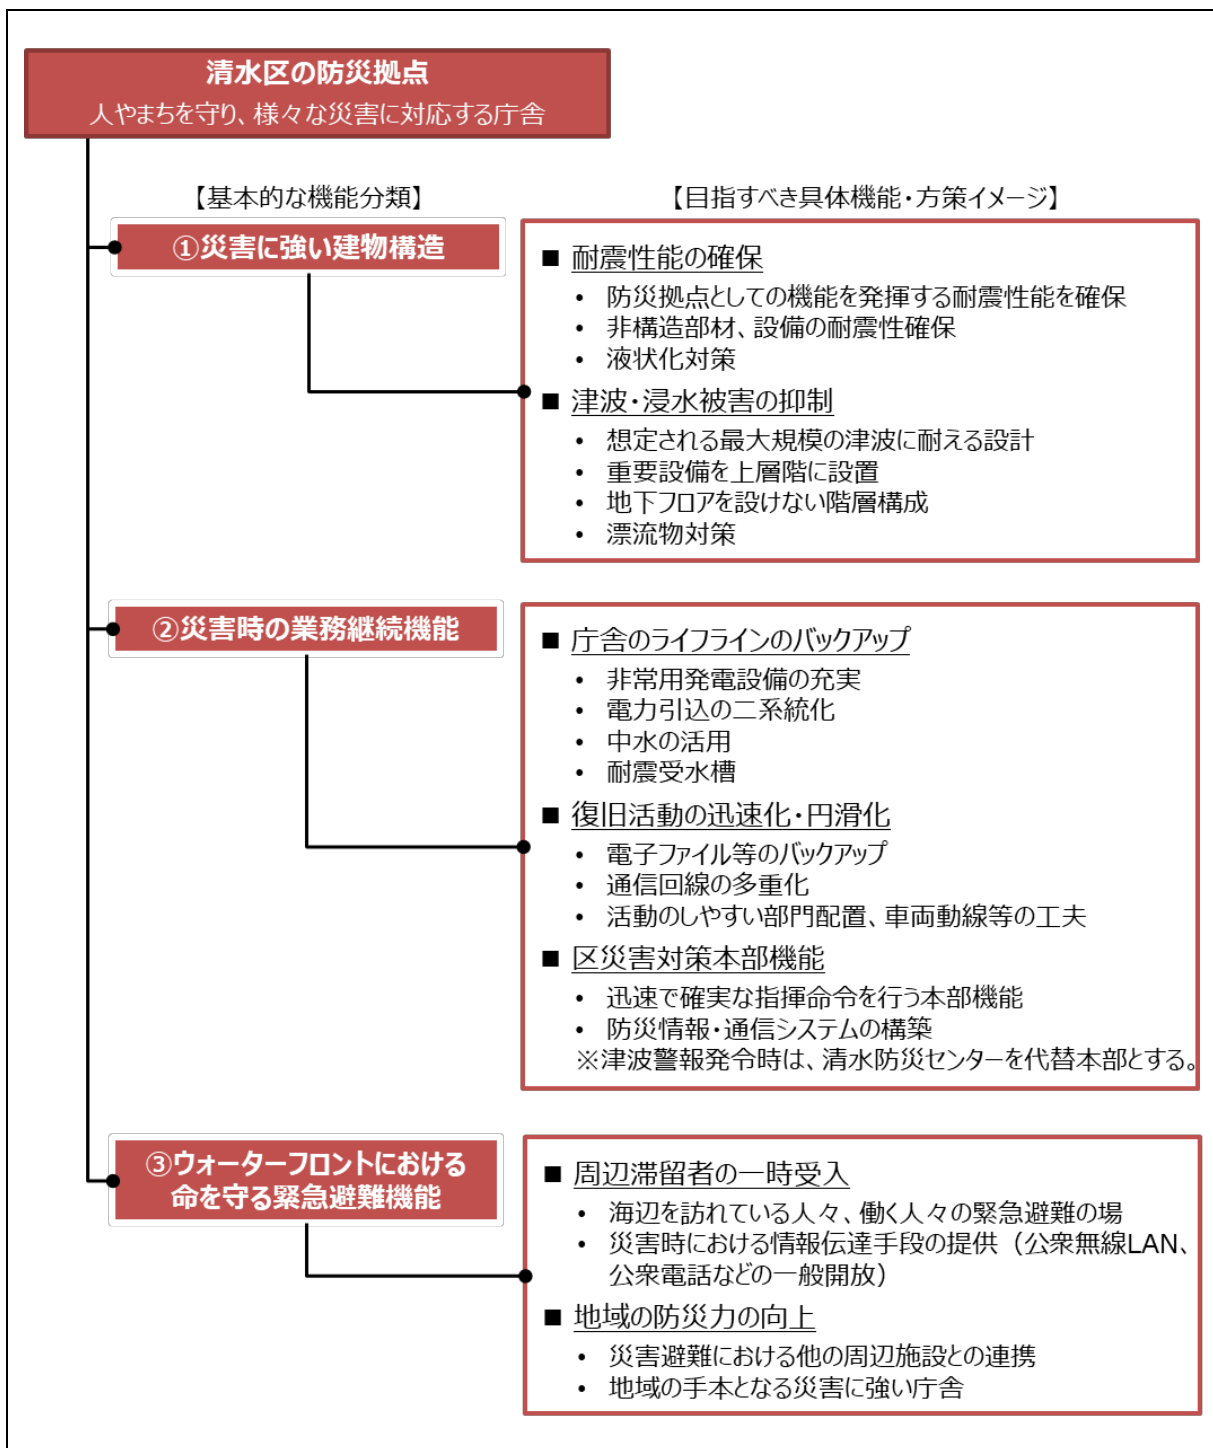 清水区の防災拠点
人やまちを守り、様々な災害に対応する庁舎
【基本的な機能分類】
【目指すべき具体機能・方策イメージ】
①災害に強い建物構造
■ 耐震性能の確保
• 防災拠点としての機能を発揮する耐震性能を確保
• 非構造部材、設備の耐震性確保
• 液状化対策
■ 津波・浸水被害の抑制
• 想定される最大規模の津波に耐える設計
• 重要設備を上層階に設置
• 地下フロアを設けない階層構成
• 漂流物対策
②災害時の業務継続機能
■ 庁舎のライフラインのバックアップ
• 非常用発電設備の充実
• 電力引込の二系統化
• 中水の活用
• 耐震受水槽
■ 復旧活動の迅速化・円滑化
• 電子ファイル等のバックアップ
• 通信回線の多重化
• 活動のしやすい部門配置、車両動線等の工夫
■ 区災害対策本部機能
• 迅速で確実な指揮命令を行う本部機能
• 防災情報・通信システムの構築
※津波警報発令時は、清水防災センターを代替本部とする。
③ウォーターフロントにおける
命を守る緊急避難機能
■ 周辺滞留者の一時受入
• 海辺を訪れている人々、働く人々の緊急避難の場
• 災害時における情報伝達手段の提供（公衆無線LAN、
公衆電話などの一般開放）
■ 地域の防災力の向上
• 災害避難における他の周辺施設との連携
• 地域の手本となる災害に強い庁舎